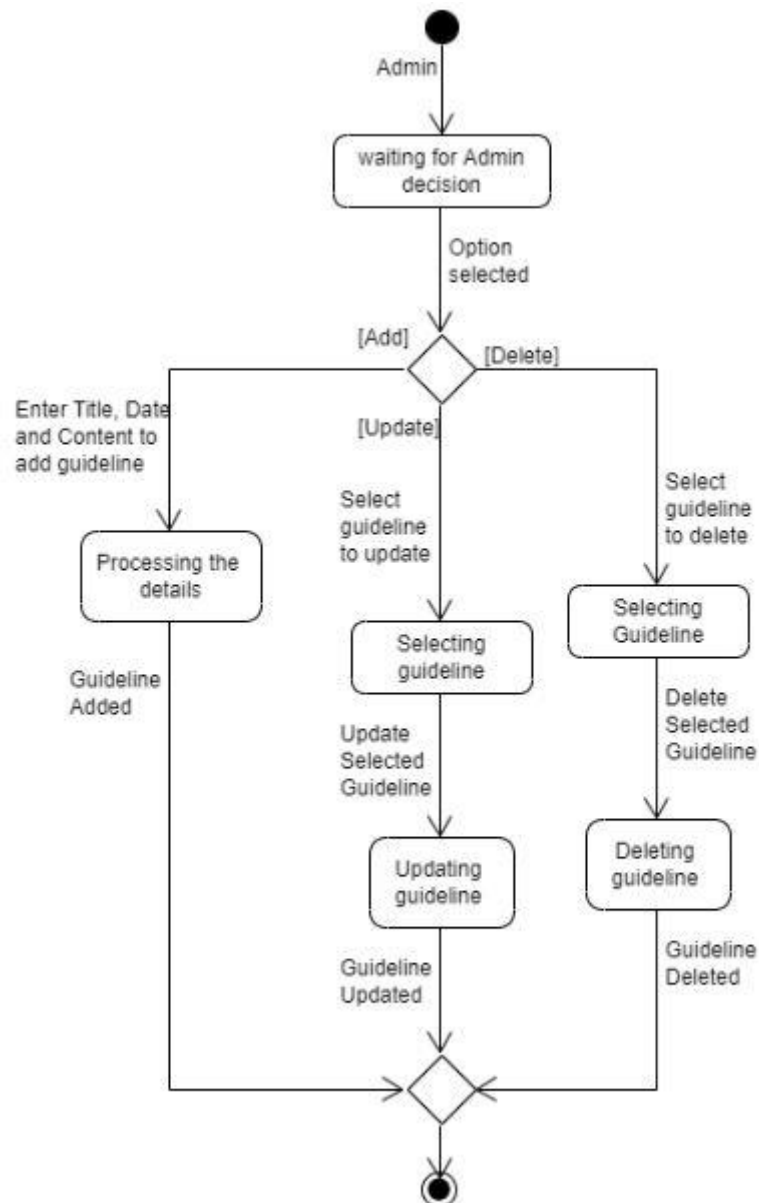 Admin
waiting for Admin
decision
Option
selected
[Add]
[Delete]
Enter Title, Date
and Content to
add guideline
[Update]
Select
guideline
to update
Select
guideline
to delete
Processing the
details
Selecting
guideline
Selecting
Guideline
Guideline
Added
Update
Selected
Guideline
Delete
Selected
Guideline
Updating
guideline
Deleting
guideline
Guideline
Updated
Guideline
Deleted